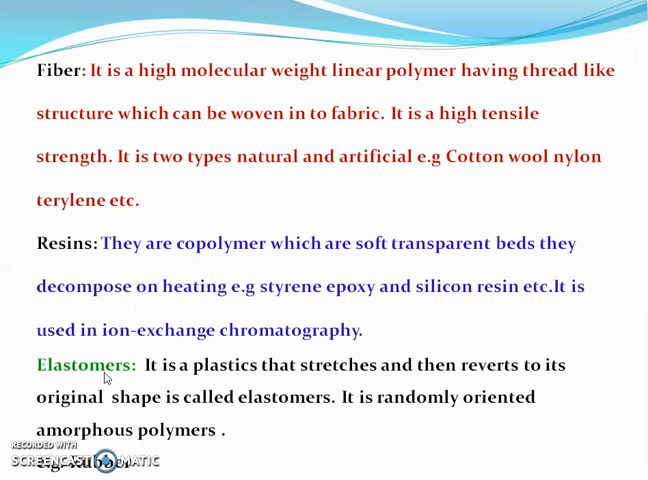 Fiber: It is a high molecular weight linear polymer having thread like
structure which can be woven in to fabric. It is a high tensile
strength. It is two types natural and artificial e.g Cotton wool nylon
terylene etc.
Resins: They are copolymer which are soft transparent beds they
decompose on heating e.g styrene epoxy and silicon resin etc.It is
used in ion-exchange chromatography.
Elastomers: It is a plastics that stretches and then reverts to its
original shape is called elastomers. It is randomly oriented
amorphous polymers .
RECORDED WITH
SCREENCAST MATIC
e.g. Rubber